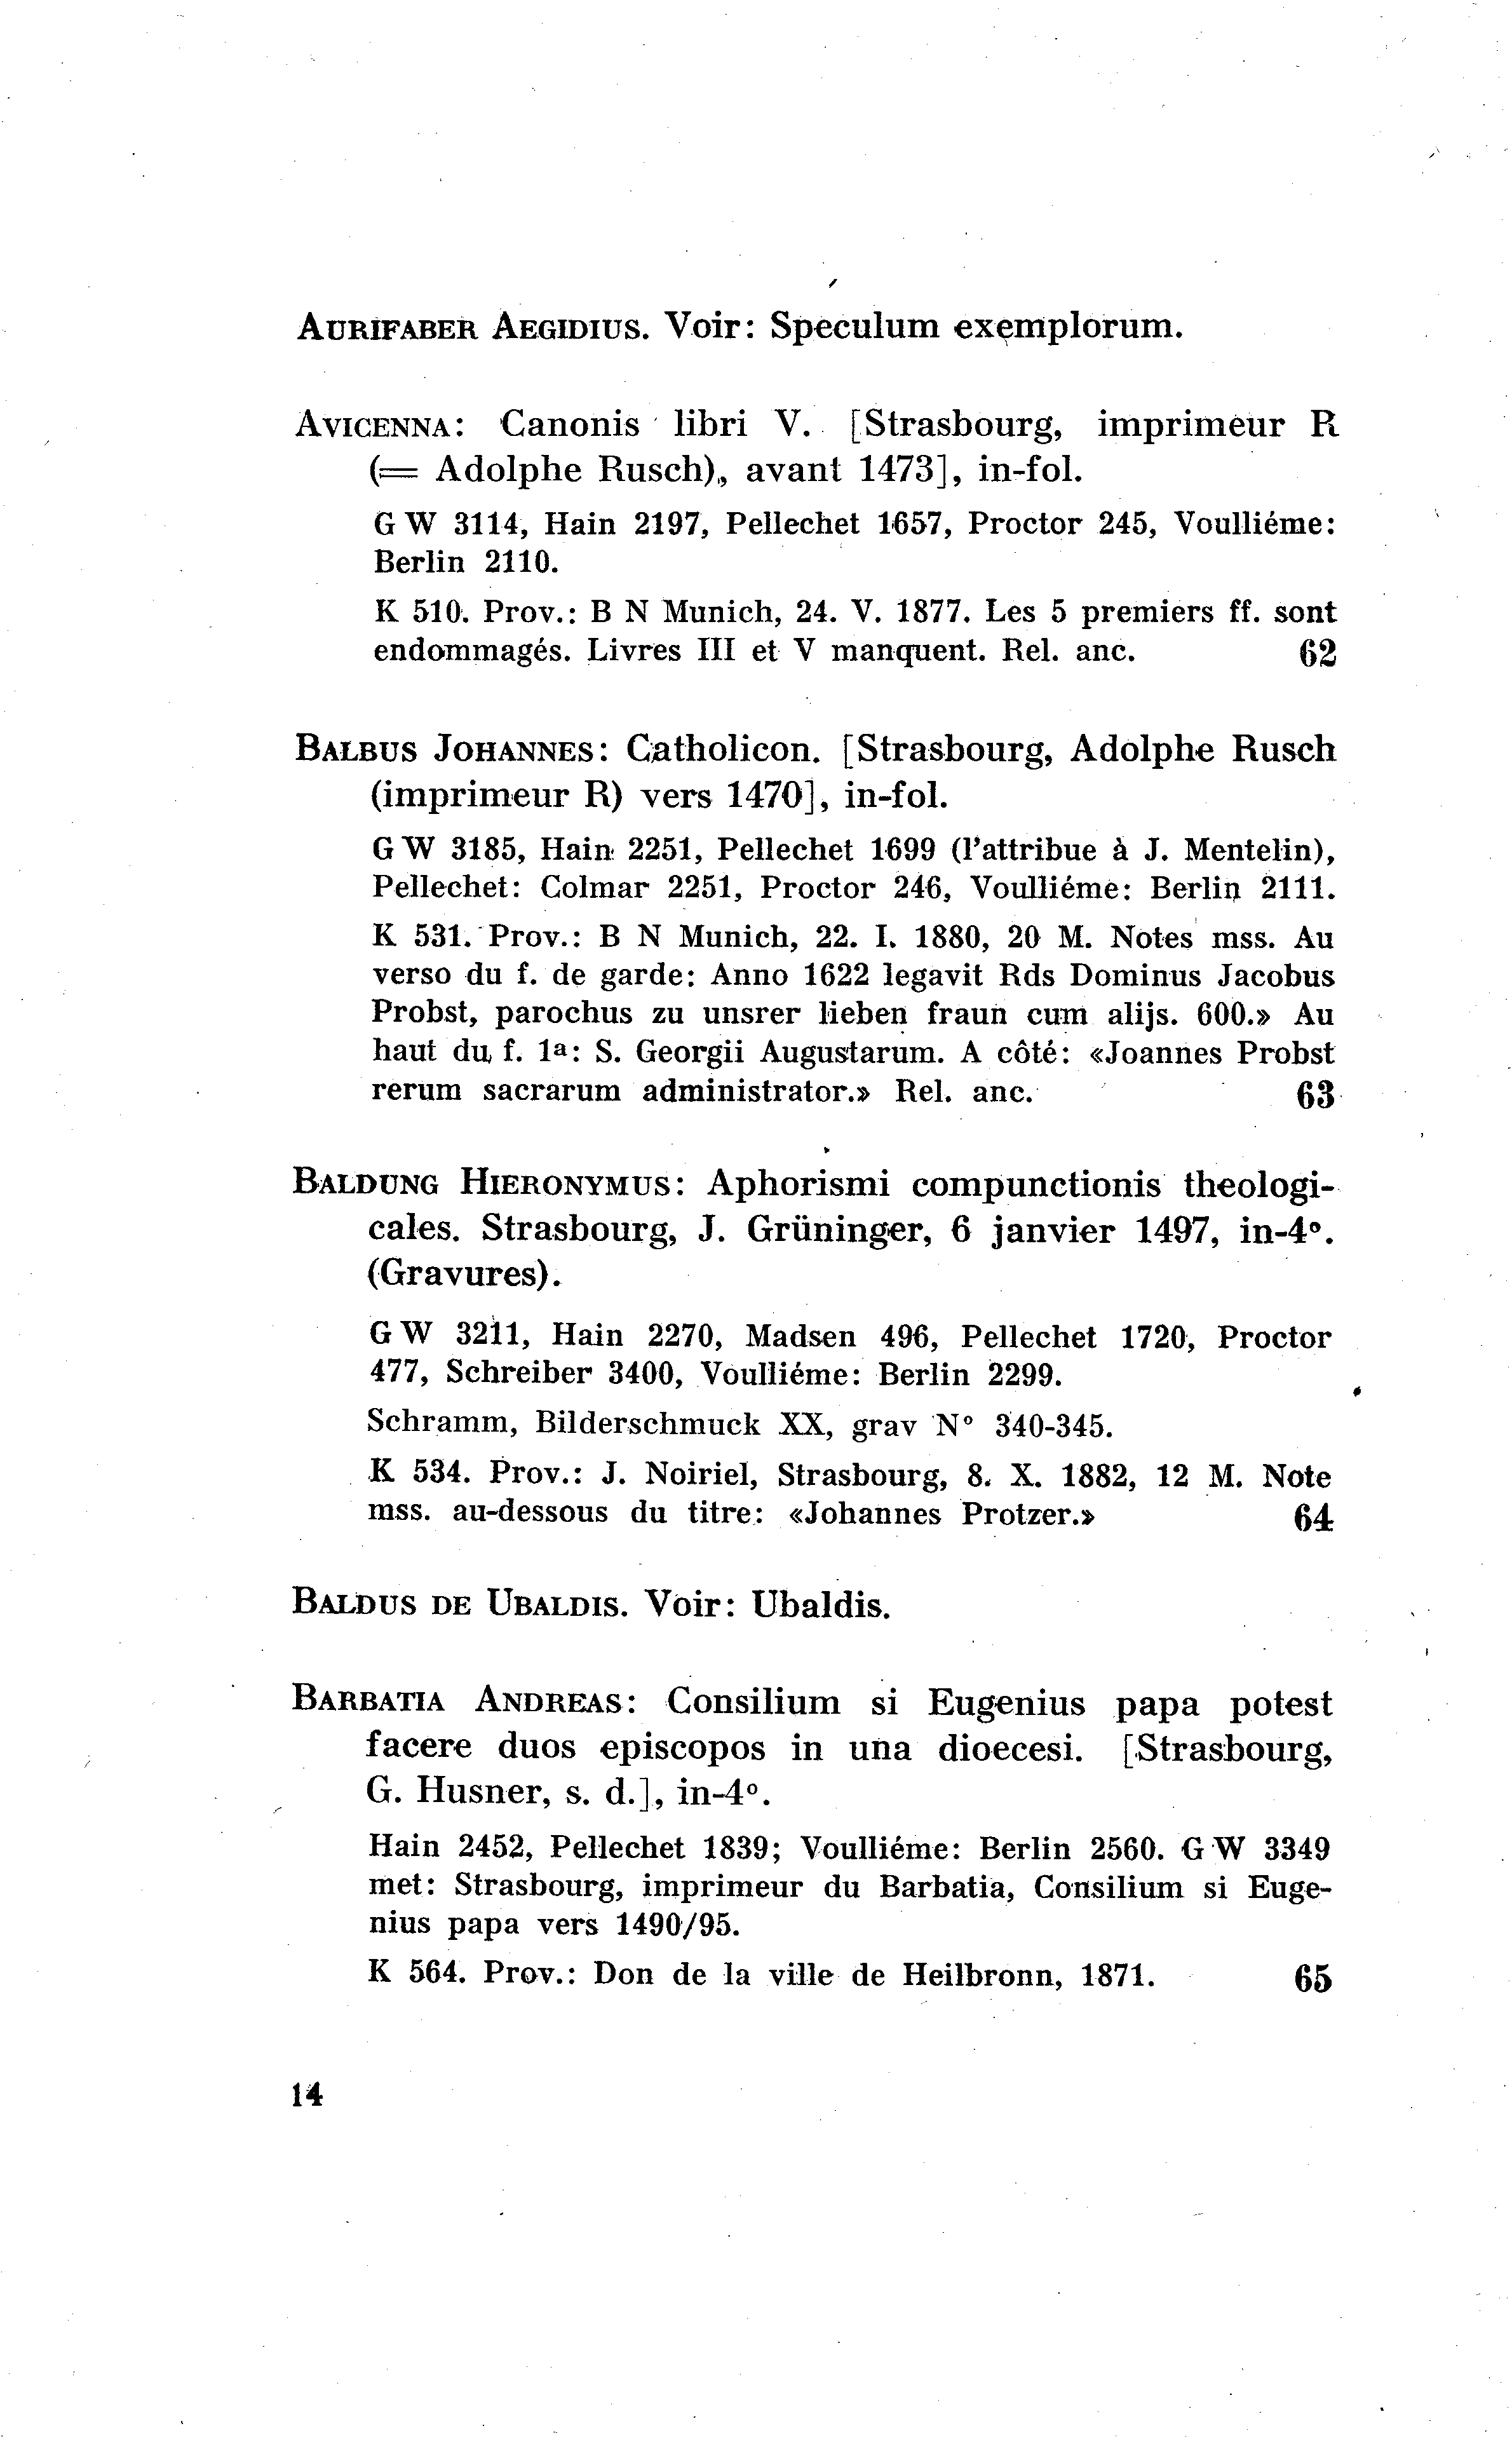 AURIFABER AEGIDIUS. Voir: Speculum exemplorum.
AVICENNA: Canonis libri V. [Strasbourg, imprimeur R
(= Adolphe Rusch), avant 1473], in-fol.
G W 3114, Hain 2197, Pellechet 1657, Proctor 245, Voulliéme:
Berlin 2110.
K 510. Prov.: B N Munich, 24. V. 1877. Les 5 premiers ff. sont
endommagés. Livres III et V manquent. Rel. anc. 62
BALBUS JOHANNES: Catholicon. [Strasbourg, Adolphe Rusch
(imprimeur R) vers 1470], in-fol.
G W 3185, Hain 2251, Pellechet 1699 (l'attribue à J. Mentelin),
Pellechet: Colmar 2251, Proctor 246, Voulliéme: Berlin 2111.
K 531. Prov.: B N Munich, 22. I. 1880, 20 M. Notes mss. Au
verso du f. de garde: Anno 1622 legavit Rds Dominus Jacobus
Probst, parochus zu unsrer lieben fraun cum alijs. 600.» Au
haut du f. 1a: S. Georgii Augustarum. A côté: «Joannes Probst
rerum sacrarum administrator.» Rel. anc. 63
BALDUNG HIERONYMUS: Aphorismi compunctionis theologi-
cales. Strasbourg, J. Grüninger, 6 janvier 1497, in-4°.
(Gravures).
G W 3211, Hain 2270, Madsen 496, Pellechet 1720, Proctor
477, Schreiber 3400, Voulliéme: Berlin 2299.
Schramm, Bilderschmuck XX, grav N° 340-345.
K 534. Prov.: J. Noiriel, Strasbourg, 8. X. 1882, 12 M. Note
mss. au-dessous du titre: «Johannes Protzer.» 64
BALDUS DE UBALDIS. Voir: Ubaldis.
BARBATIA ANDREAS: Consilium si Eugenius papa potest
facere duos episcopos in una dioecesi. [Strasbourg,
G. Husner, s. d.], in-4°.
Hain 2452, Pellechet 1839; Voulliéme: Berlin 2560. G W 3349
met: Strasbourg, imprimeur du Barbatia, Consilium si Euge-
nius papa vers 1490/95.
K 564. Prov.: Don de la ville de Heilbronn, 1871. 65
14